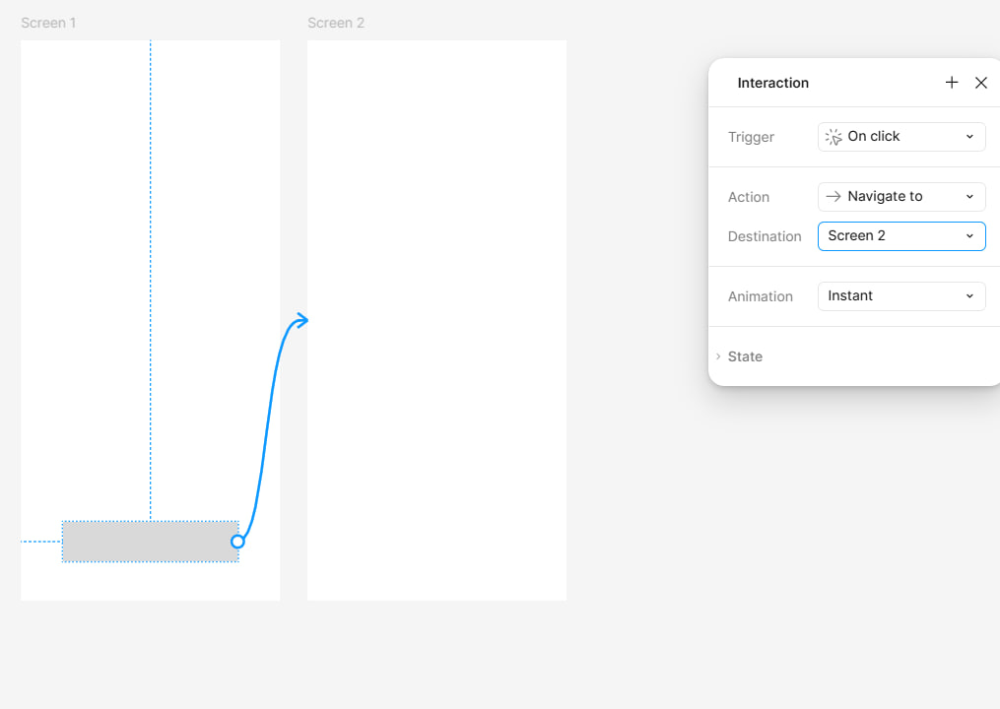 Screen 1
Screen 2
Interaction
Trigger
On click
Action
Navigate to
Destination
Screen 2
Animation
Instant
State